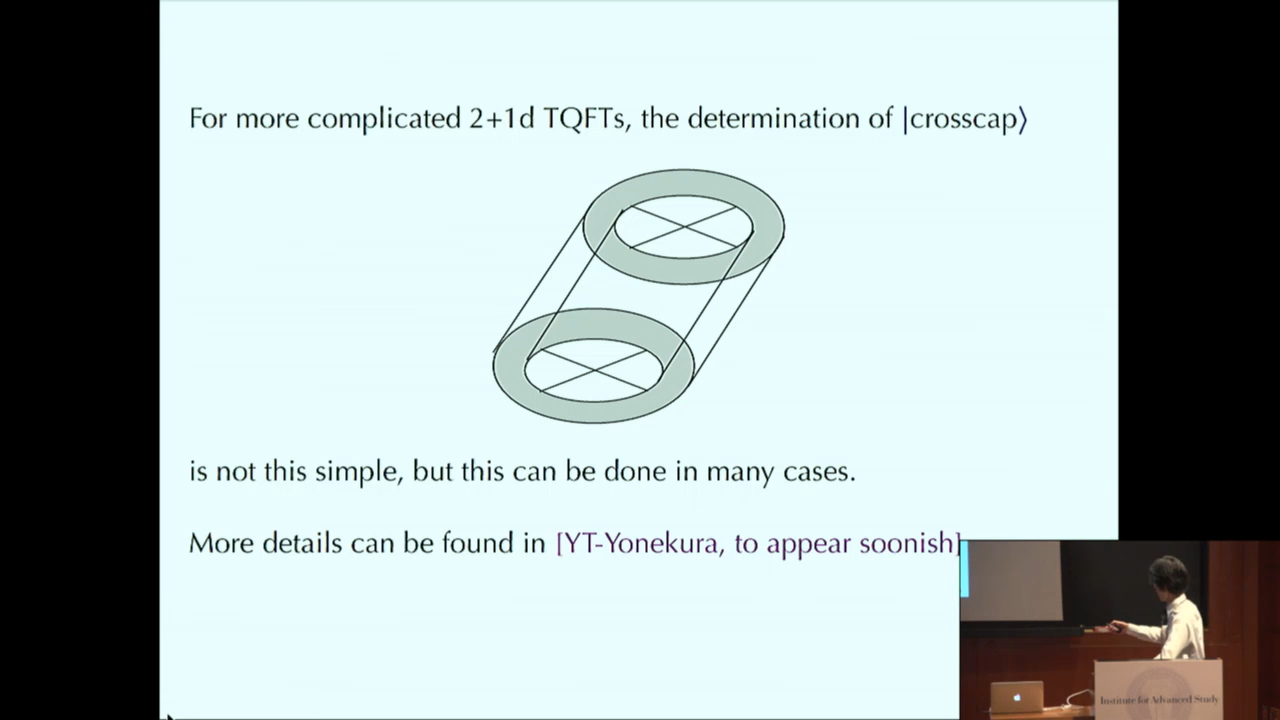 For more complicated 2+1d TQFTs, the determination of |crosscap⟩
is not this simple, but this can be done in many cases.
More details can be found in [YT-Yonekura, to appear soonish]
Institute for Advanced Study